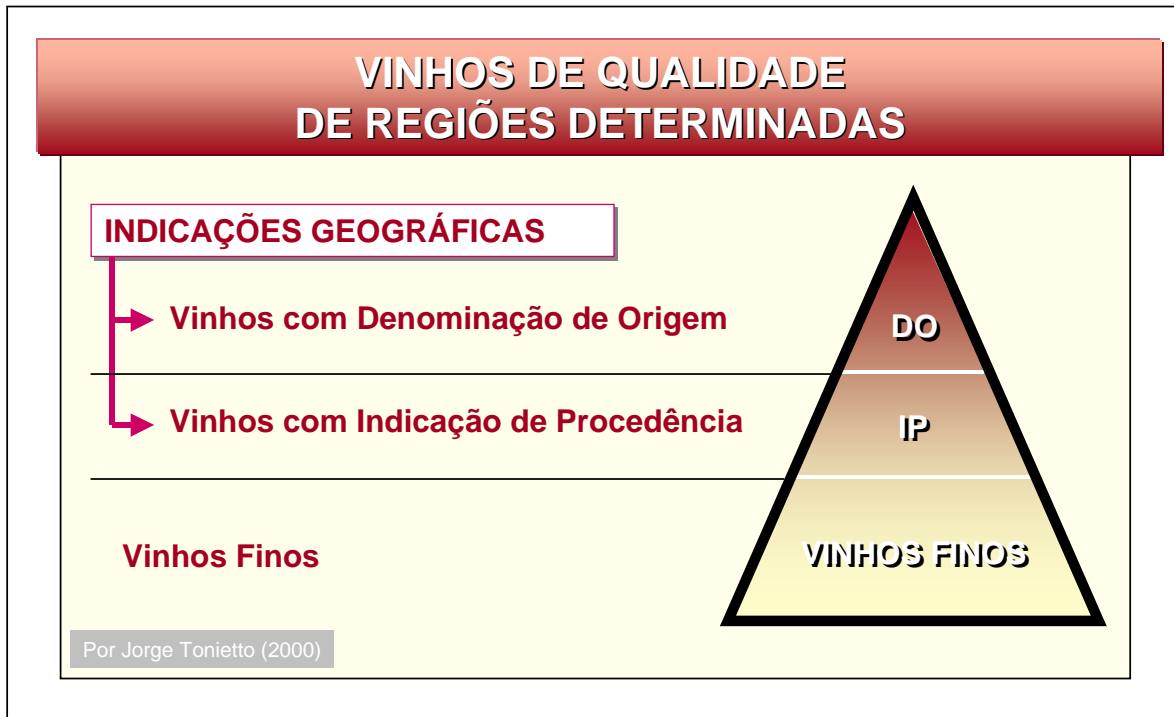 VINHOS DE QUALIDADE
DE REGIÕES DETERMINADAS
INDICAÇÕES GEOGRÁFICAS
Vinhos com Denominação de Origem
DO
Vinhos com Indicação de Procedência
IP
Vinhos Finos
VINHOS FINOS
Por Jorge Tonietto (2000)